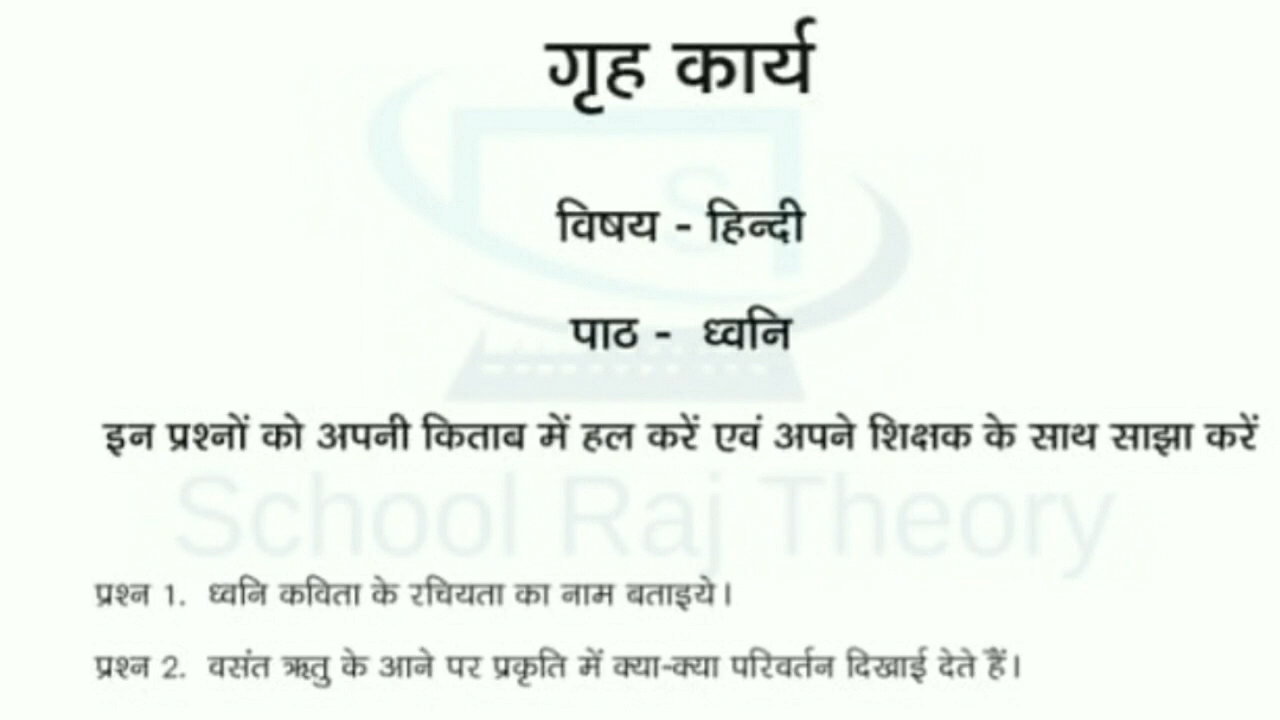 गृह कार्य
विषय - हिन्दी
पाठ - ध्वनि
इन प्रश्नों को अपनी किताब में हल करें एवं अपने शिक्षक के साथ साझा करें
School Raj Theory
प्रश्न 1. ध्वनि कविता के रचियता का नाम बताइये।
प्रश्न 2. वसंत ऋतु के आने पर प्रकृति में क्या-क्या परिवर्तन दिखाई देते हैं।